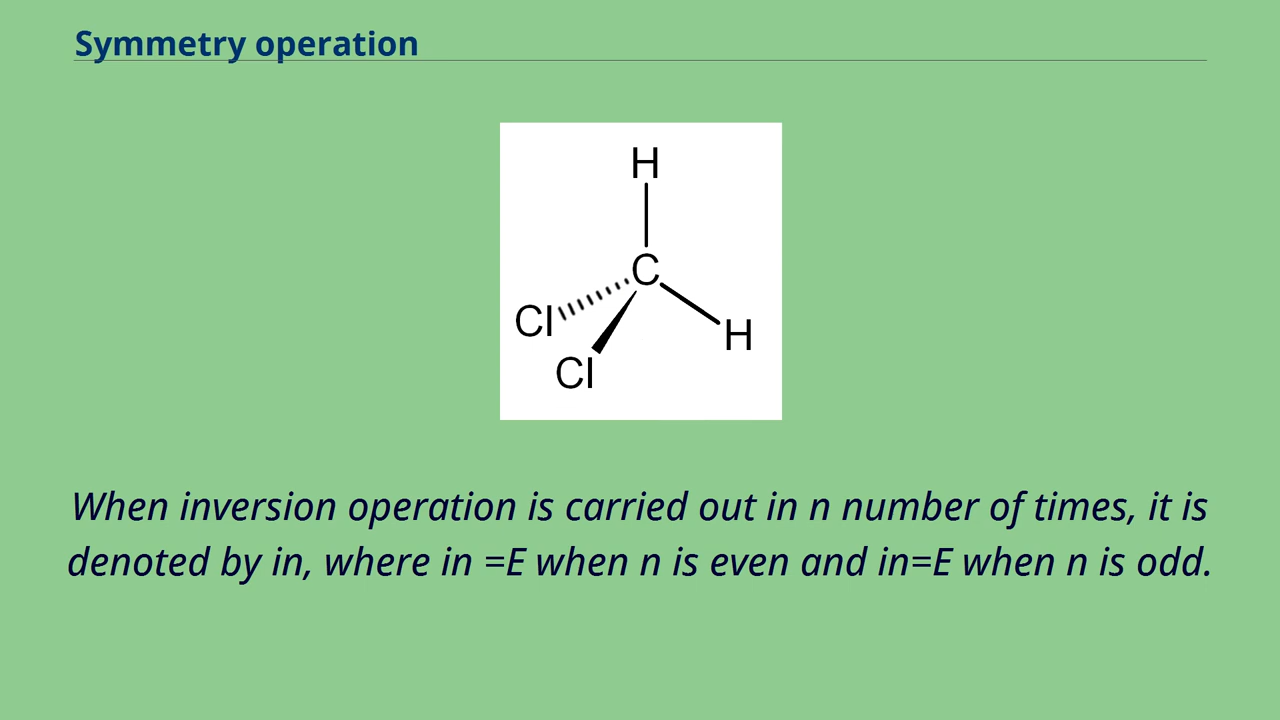 Symmetry operation
H
C
Cl
H
Cl
When inversion operation is carried out in n number of times, it is
denoted by in, where in =E when n is even and in=E when n is odd.